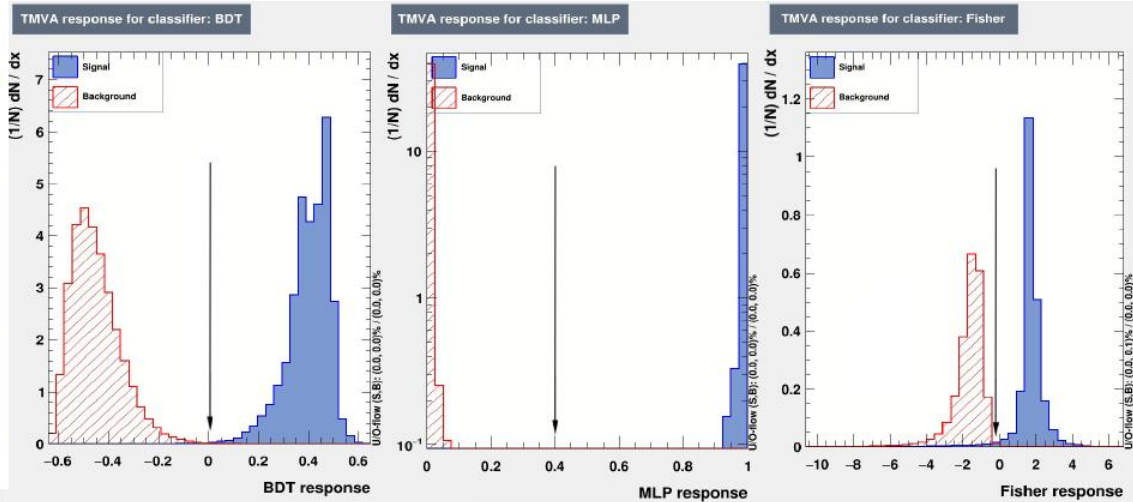 TMVA response for classifier: BDT
(1/N) dN / dx
Signal
Background
7
6
5
4
3
2
1
0
−0.6 −0.4 −0.2 0 0.2 0.4 0.6
BDT response
U/O-flow (S,B): (0.0, 0.0)% / (0.0, 0.0)%
TMVA response for classifier: MLP
(1/N) dN / dx
Signal
Background
10
1
10⁻¹
0 0.2 0.4 0.6 0.8 1
MLP response
U/O-flow (S,B): (0.0, 0.0)% / (0.0, 0.0)%
TMVA response for classifier: Fisher
(1/N) dN / dx
Signal
Background
1.2
1
0.8
0.6
0.4
0.2
0
−10 −8 −6 −4 −2 0 2 4 6
Fisher response
U/O-flow (S,B): (0.0, 0.1)% / (0.0, 0.0)%